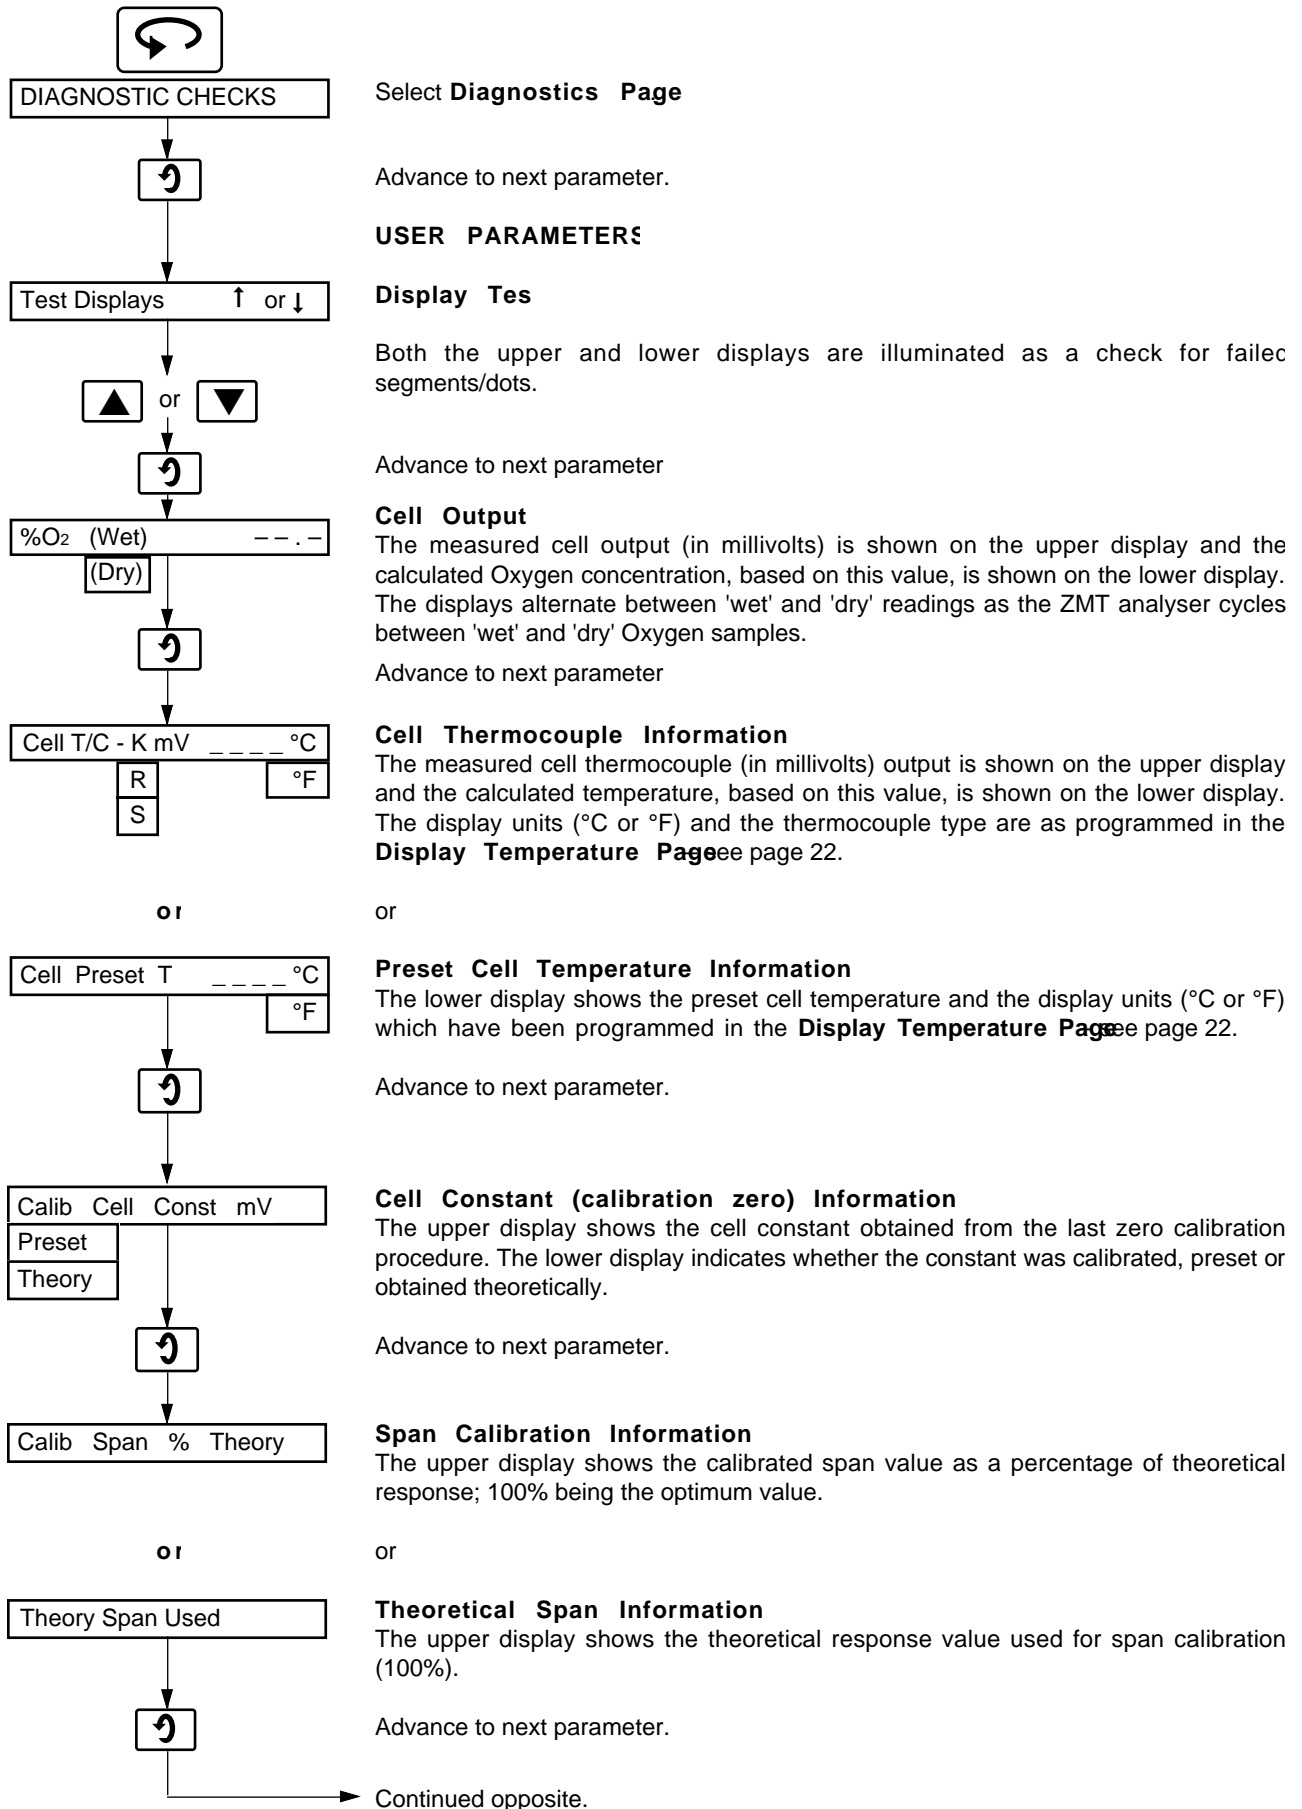 DIAGNOSTIC CHECKS
Select Diagnostics Page
Advance to next parameter.
USER PARAMETERS
Test Displays ↑ or ↓
Display Tes
Both the upper and lower displays are illuminated as a check for failed
segments/dots.
▲ or ▼
Advance to next parameter
%O2 (Wet) – – . –
(Dry)
Cell Output
The measured cell output (in millivolts) is shown on the upper display and the
calculated Oxygen concentration, based on this value, is shown on the lower display.
The displays alternate between 'wet' and 'dry' readings as the ZMT analyser cycles
between 'wet' and 'dry' Oxygen samples.
Advance to next parameter
Cell T/C - K mV _ _ _ _ °C
R °F
S
Cell Thermocouple Information
The measured cell thermocouple (in millivolts) output is shown on the upper display
and the calculated temperature, based on this value, is shown on the lower display.
The display units (°C or °F) and the thermocouple type are as programmed in the
Display Temperature Page – see page 22.
or
or
Cell Preset T _ _ _ _ °C
°F
Preset Cell Temperature Information
The lower display shows the preset cell temperature and the display units (°C or °F)
which have been programmed in the Display Temperature Page – see page 22.
Advance to next parameter.
Calib Cell Const mV
Preset
Theory
Cell Constant (calibration zero) Information
The upper display shows the cell constant obtained from the last zero calibration
procedure. The lower display indicates whether the constant was calibrated, preset or
obtained theoretically.
Advance to next parameter.
Calib Span % Theory
Span Calibration Information
The upper display shows the calibrated span value as a percentage of theoretical
response; 100% being the optimum value.
or
or
Theory Span Used
Theoretical Span Information
The upper display shows the theoretical response value used for span calibration
(100%).
Advance to next parameter.
Continued opposite.